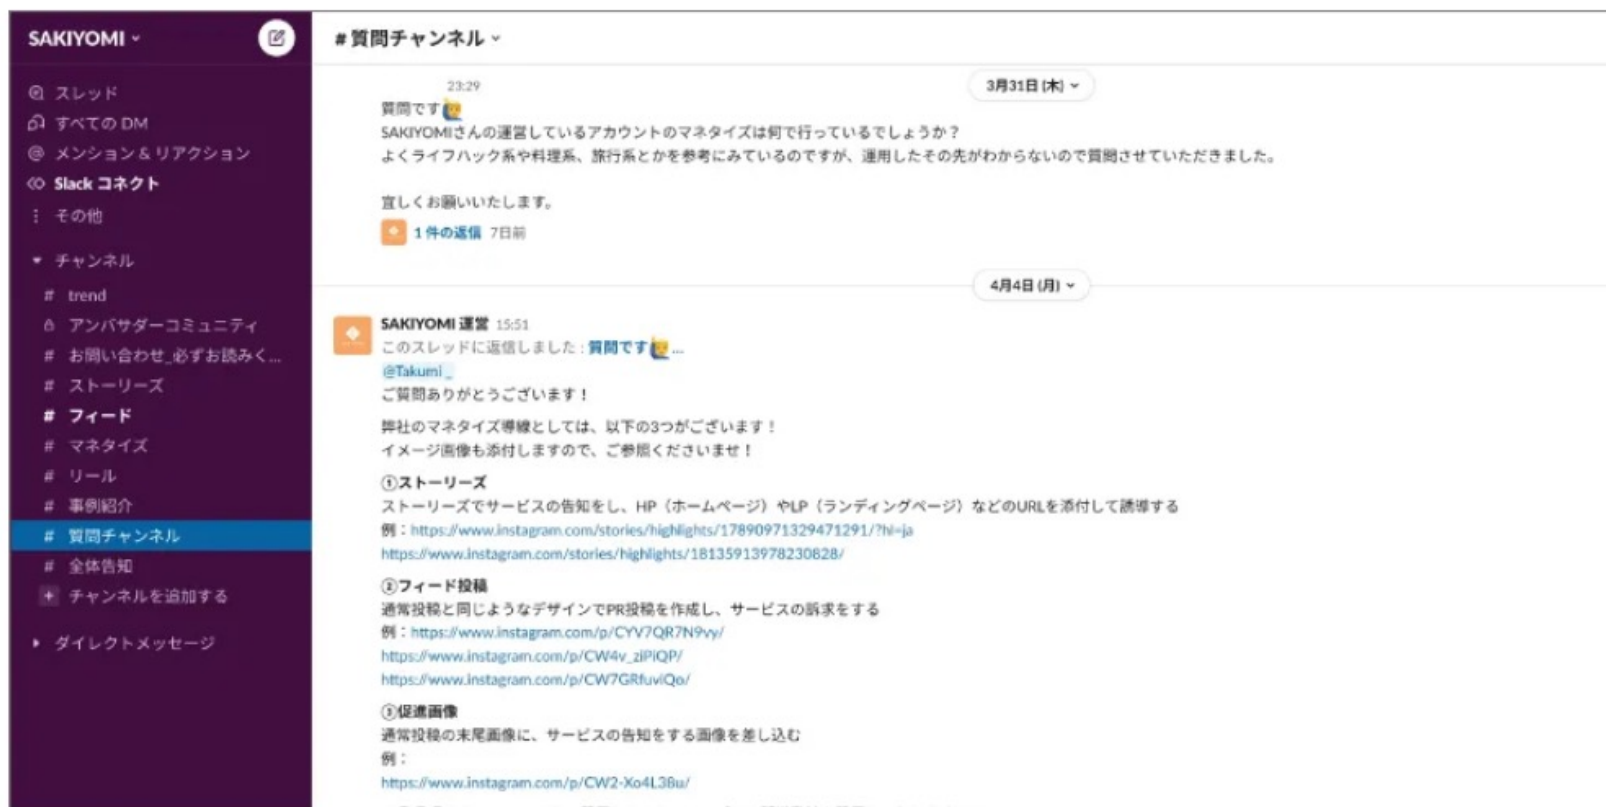 SAKIYOMI
スレッド
すべての DM
メンション & リアクション
Slack コネクト
その他
チャンネル
# trend
アンバサダーコミュニティ
# お問い合わせ_必ずお読みく...
# ストーリーズ
# フィード
# マネタイズ
# リール
# 事例紹介
# 質問チャンネル
# 全体告知
+ チャンネルを追加する
ダイレクトメッセージ
# 質問チャンネル
3月31日 (木)
23:29
質問です
SAKIYOMIさんの運営しているアカウントのマネタイズは何で行っているでしょうか？
よくライフハック系や料理系、旅行系とかを参考にみているのですが、運用したその先がわからないので質問させていただきました。
宜しくお願いいたします。
1 件の返信 7日前
4月4日 (月)
SAKIYOMI 運営 15:51
このスレッドに返信しました : 質問です ...
@Takumi _
ご質問ありがとうございます！
弊社のマネタイズ導線としては、以下の3つがございます！
イメージ画像も添付しますので、ご参照くださいませ！
①ストーリーズ
ストーリーズでサービスの告知をし、HP（ホームページ）やLP（ランディングページ）などのURLを添付して誘導する
例：https://www.instagram.com/stories/highlights/17890971329471291/?hl=ja
https://www.instagram.com/stories/highlights/18135913978230828/
②フィード投稿
通常投稿と同じようなデザインでPR投稿を作成し、サービスの訴求をする
例：https://www.instagram.com/p/CYV7QR7N9vy/
https://www.instagram.com/p/CW4v_ziPiQP/
https://www.instagram.com/p/CW7GRfuviQo/
③促進画像
通常投稿の末尾画像に、サービスの告知をする画像を差し込む
例：
https://www.instagram.com/p/CW2-Xo4L38u/